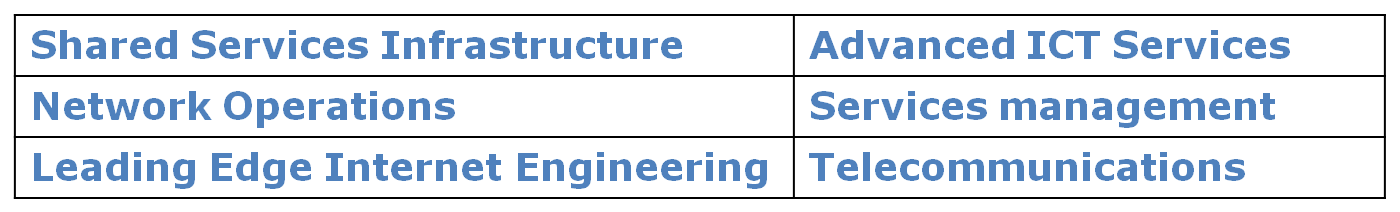 Shared Services Infrastructure
Advanced ICT Services
Network Operations
Services management
Leading Edge Internet Engineering
Telecommunications